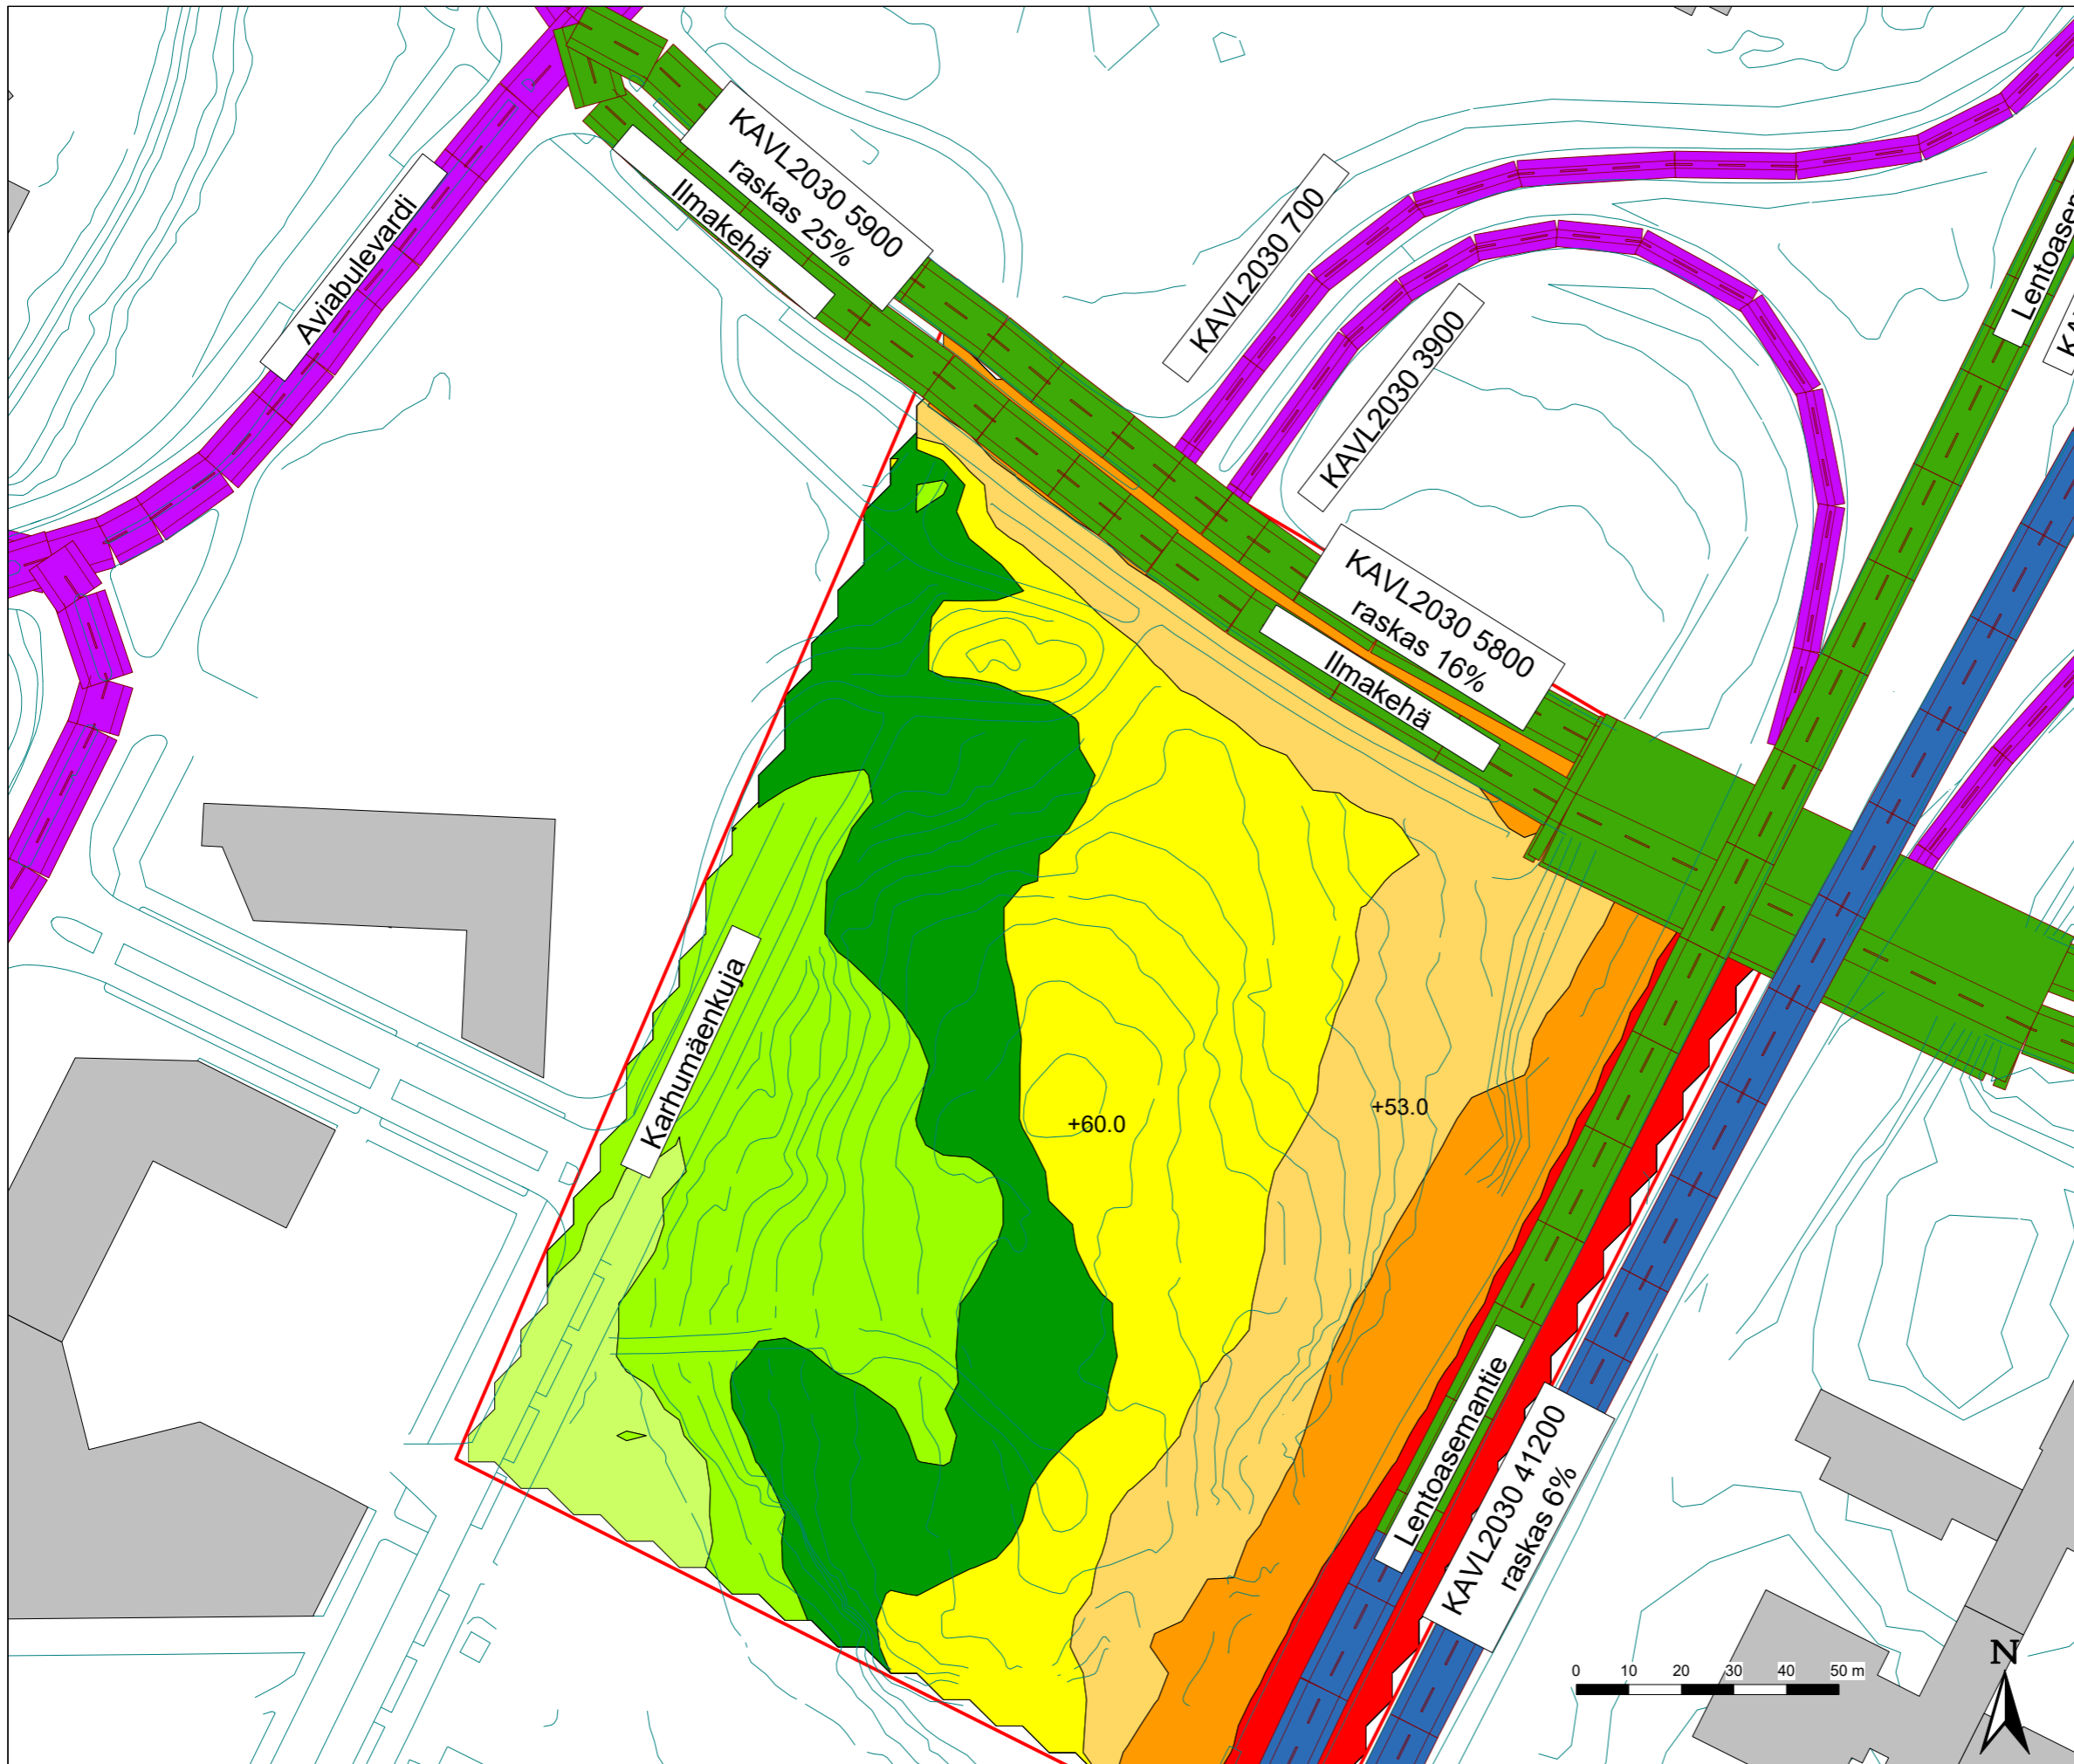 KAVL2030 5900
raskas 25%
Ilmakehä
Aviabulevardi
KAVL2030 700
KAVL2030 3900
KAVL2030 5800
raskas 16%
Ilmakehä
Karhumäenkuja
+60.0
+53.0
Lentoasemantie
KAVL2030 41200
raskas 6%
N
0 10 20 30 40 50 m